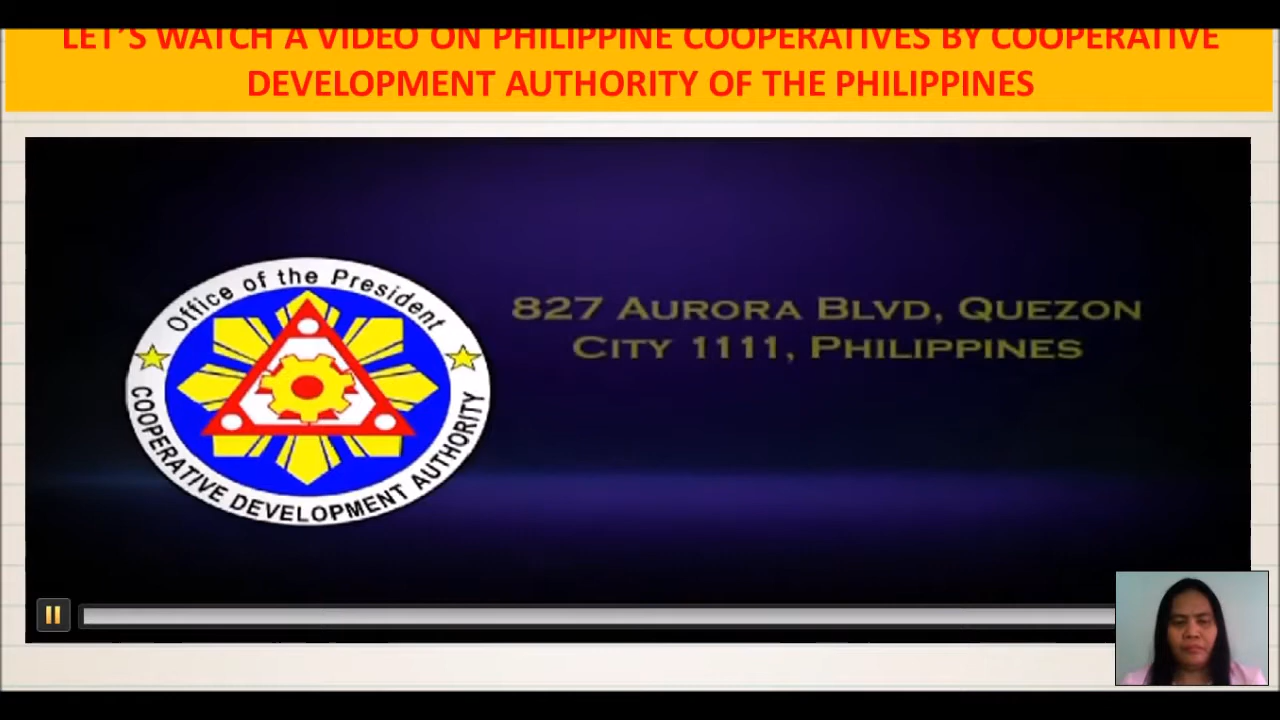 LET'S WATCH A VIDEO ON PHILIPPINE COOPERATIVES BY COOPERATIVE
DEVELOPMENT AUTHORITY OF THE PHILIPPINES
Office of the President
COOPERATIVE DEVELOPMENT AUTHORITY
827 AURORA BLVD, QUEZON
CITY 1111, PHILIPPINES